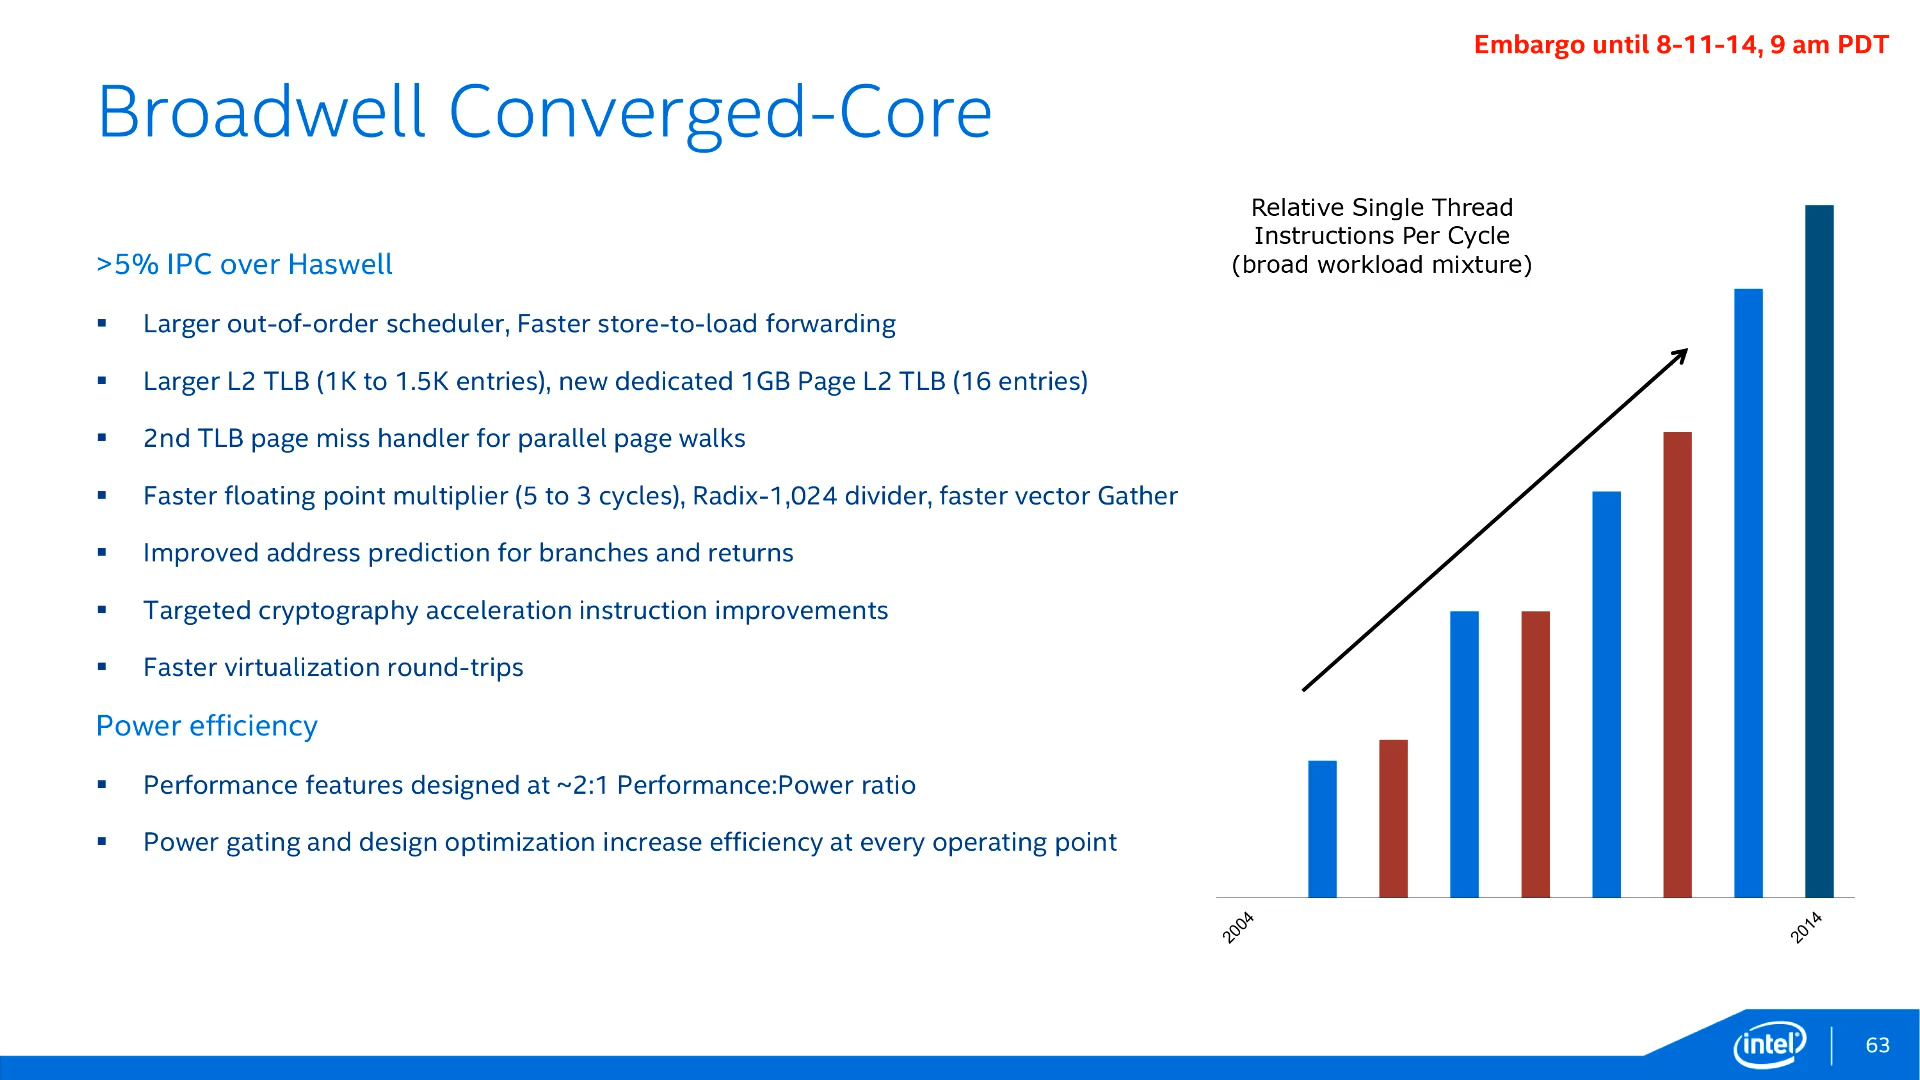 Embargo until 8-11-14, 9 am PDT
Broadwell Converged-Core
>5% IPC over Haswell
▪ Larger out-of-order scheduler, Faster store-to-load forwarding
▪ Larger L2 TLB (1K to 1.5K entries), new dedicated 1GB Page L2 TLB (16 entries)
▪ 2nd TLB page miss handler for parallel page walks
▪ Faster floating point multiplier (5 to 3 cycles), Radix-1,024 divider, faster vector Gather
▪ Improved address prediction for branches and returns
▪ Targeted cryptography acceleration instruction improvements
▪ Faster virtualization round-trips
Power efficiency
▪ Performance features designed at ~2:1 Performance:Power ratio
▪ Power gating and design optimization increase efficiency at every operating point
Relative Single Thread
Instructions Per Cycle
(broad workload mixture)
2004
2014
intel
63